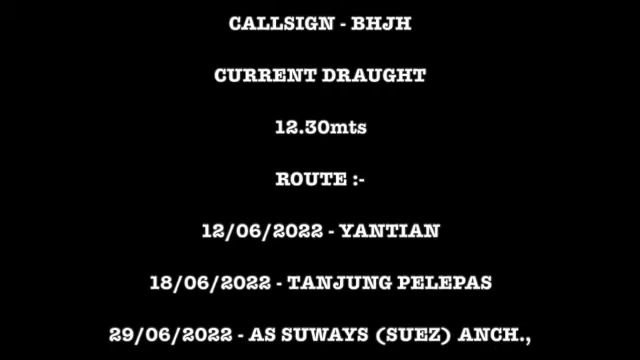 CALLSIGN - BHJH
CURRENT DRAUGHT
12.30mts
ROUTE :-
12/06/2022 - YANTIAN
18/06/2022 - TANJUNG PELEPAS
29/06/2022 - AS SUWAYS (SUEZ) ANCH.,